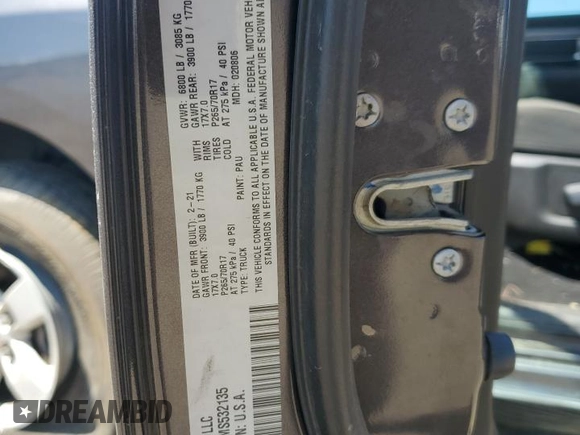 LLC
DATE OF MFR (BUILT): 2-21
GVWR: 6800 LB / 3085 KG
GAWR FRONT: 3900 LB / 1770 KG
WITH
GAWR REAR: 3900 LB / 1770
17X7.0
RIMS
17X7.0
P265/70R17
TIRES
P265/70R17
AT 275 kPa / 40 PSI
COLD
AT 275 kPa / 40 PSI
TYPE: TRUCK
PAINT: PAU
MDH: 020806
THIS VEHICLE CONFORMS TO ALL APPLICABLE U.S.A. FEDERAL MOTOR VEH
STANDARDS IN EFFECT ON THE DATE OF MANUFACTURE SHOWN AB
MS532135
N: U.S.A.
DREAMBID